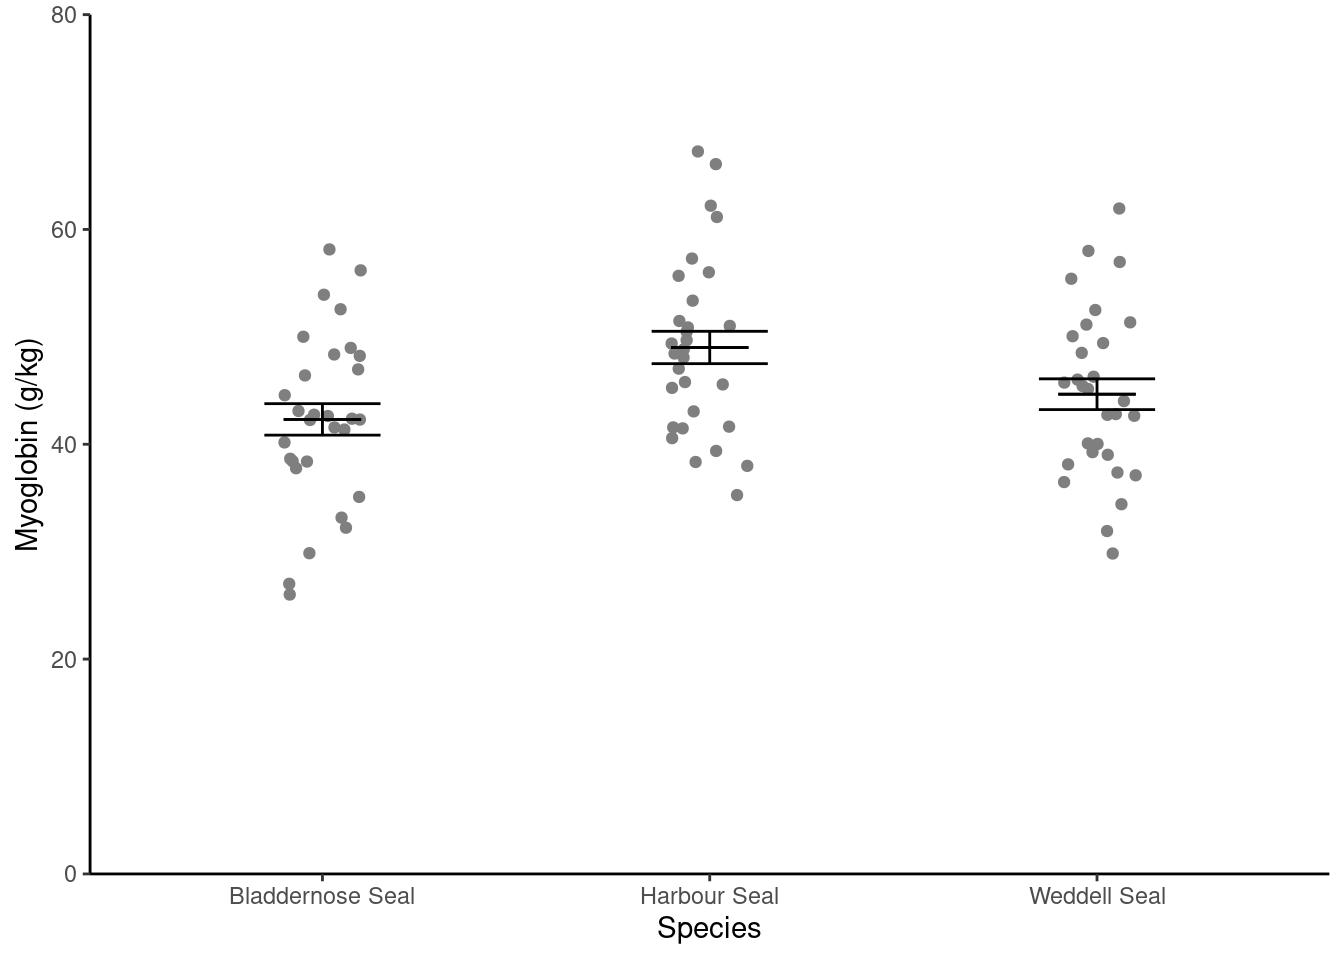 80
60
40
20
0
Myoglobin (g/kg)
Bladdernose Seal
Harbour Seal
Weddell Seal
Species